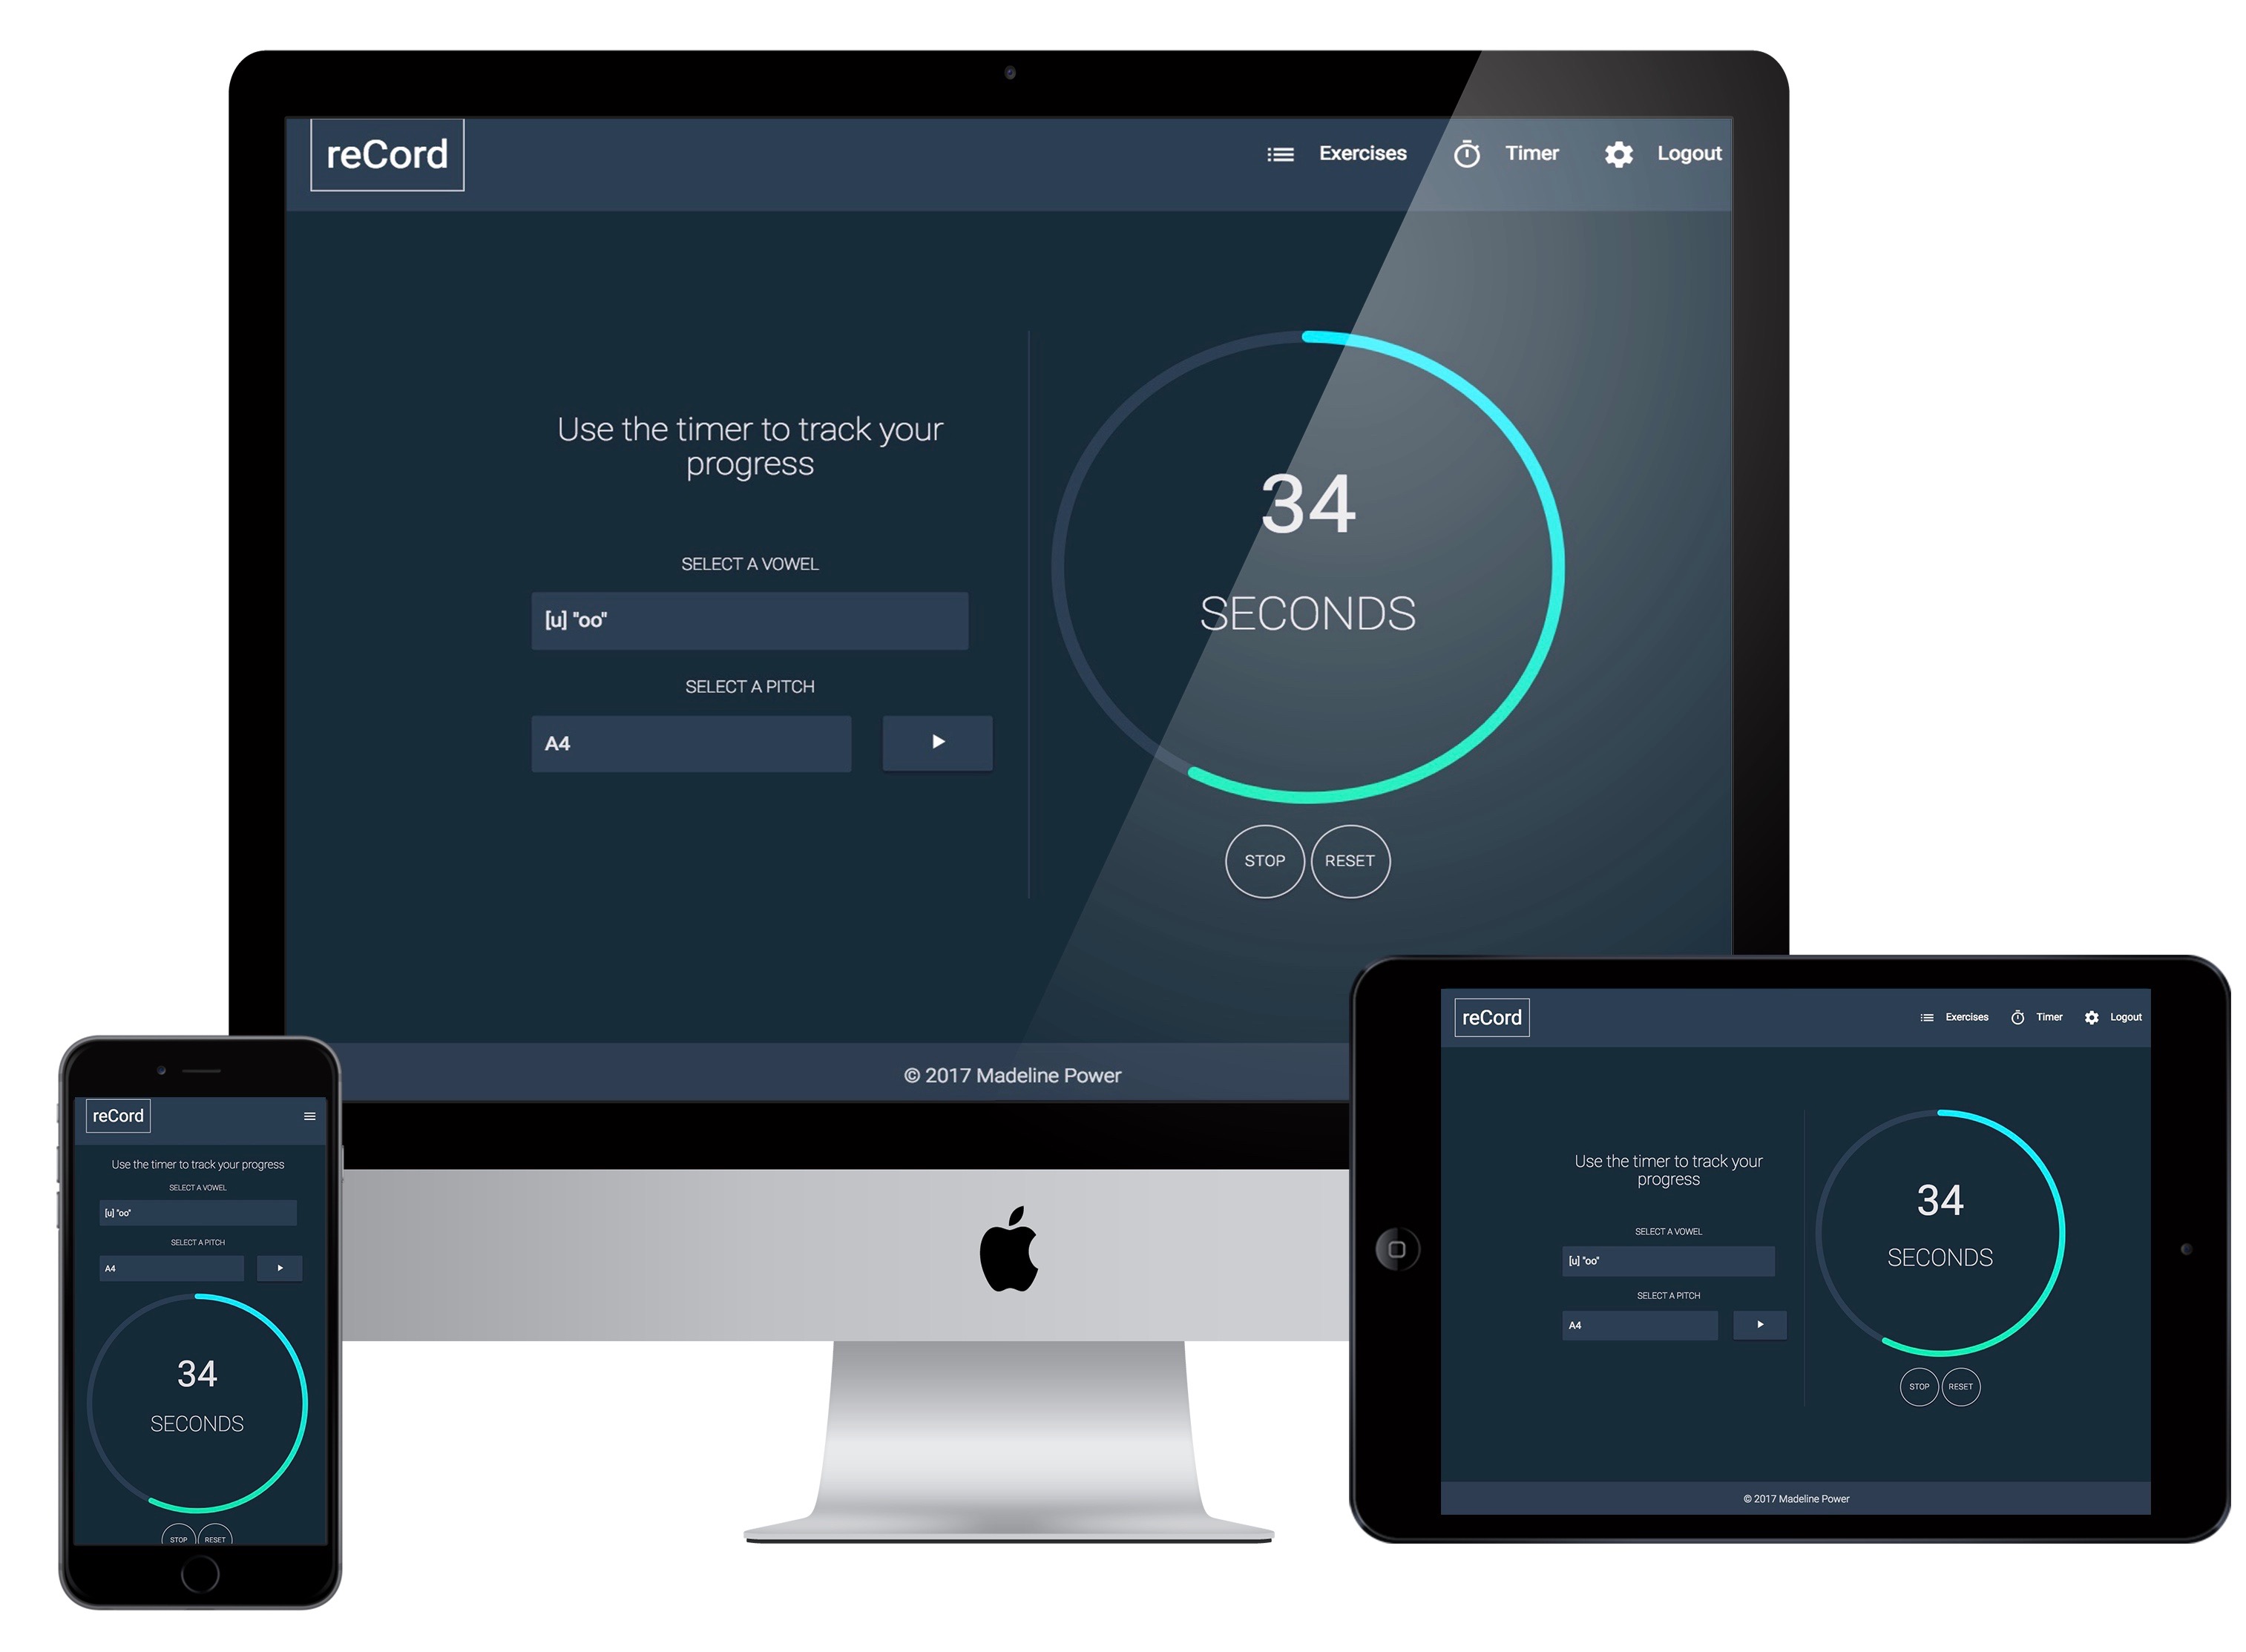 reCord
Exercises
Timer
Logout
Use the timer to track your
progress
SELECT A VOWEL
[u] "oo"
SELECT A PITCH
A4
34
SECONDS
STOP
RESET
© 2017 Madeline Power
reCord
Use the timer to track your progress
SELECT A VOWEL
[u] "oo"
SELECT A PITCH
A4
34
SECONDS
STOP
RESET
reCord
Exercises
Timer
Logout
Use the timer to track your
progress
SELECT A VOWEL
[u] "oo"
SELECT A PITCH
A4
34
SECONDS
STOP
RESET
© 2017 Madeline Power